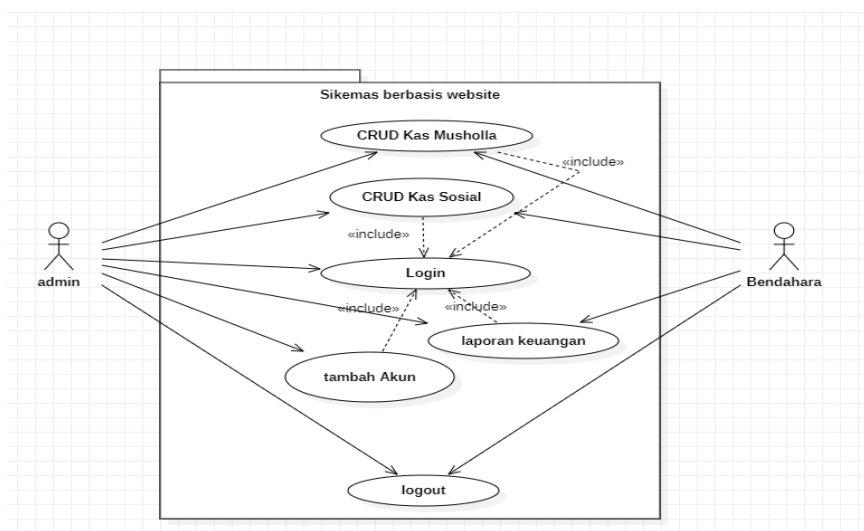 Sikemas berbasis website
CRUD Kas Musholla
«include»
CRUD Kas Sosial
«include»
admin
Login
Bendahara
«include»
«include»
laporan keuangan
tambah Akun
logout